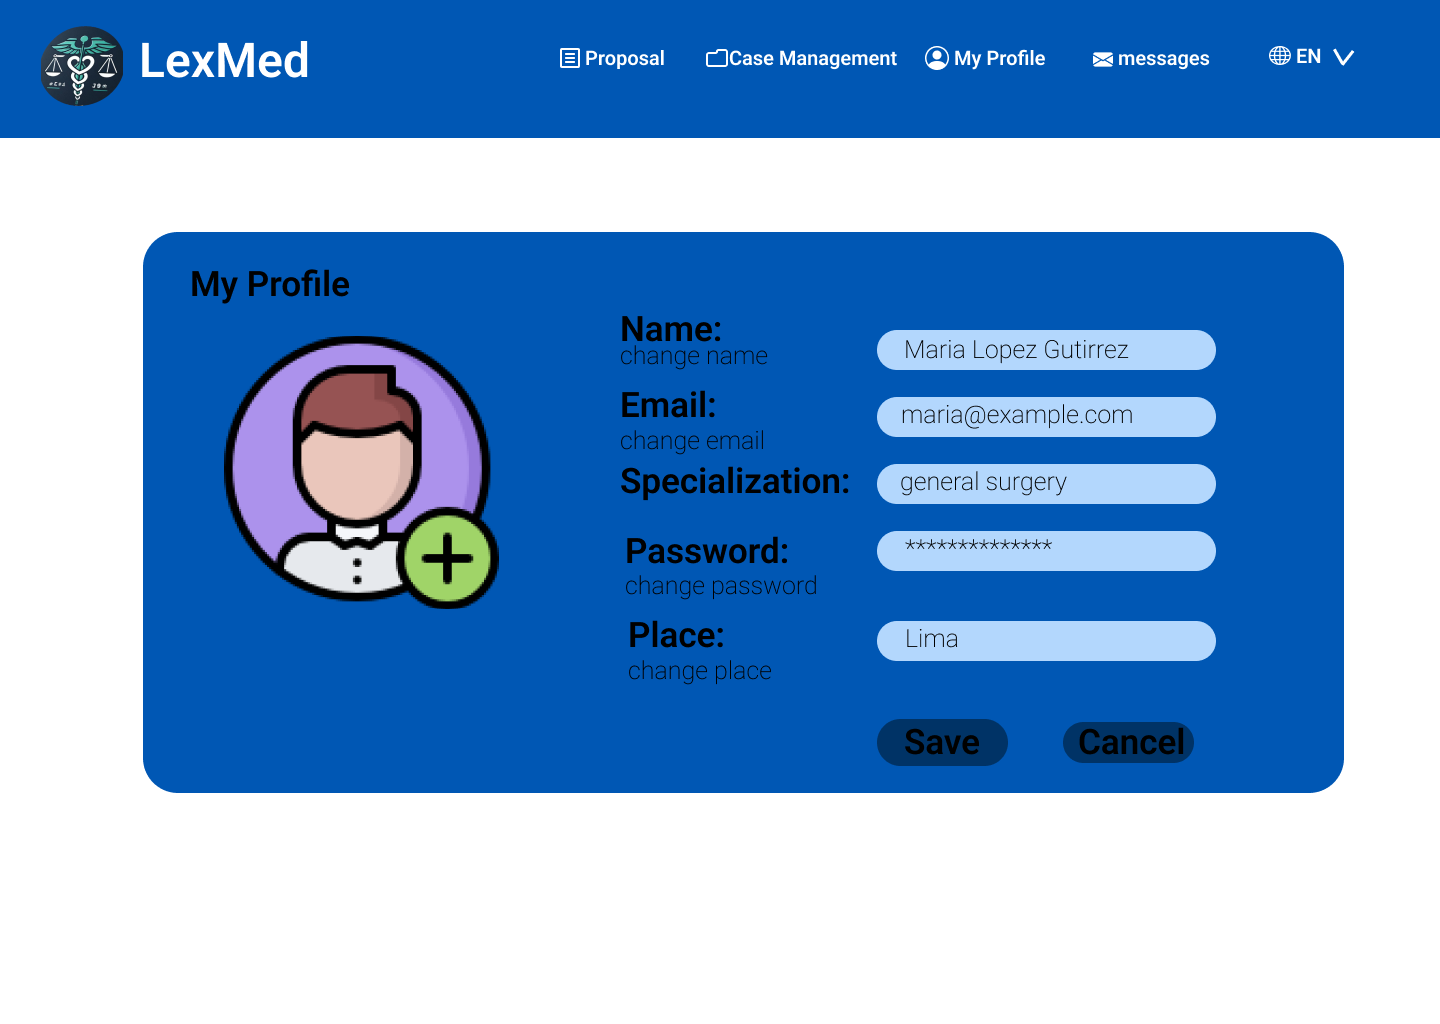 LexMed
Proposal Case Management My Profile messages EN
My Profile
Name:
change name
Maria Lopez Gutirrez
Email:
change email
maria@example.com
Specialization:
general surgery
Password:
change password
**************
Place:
change place
Lima
Save Cancel